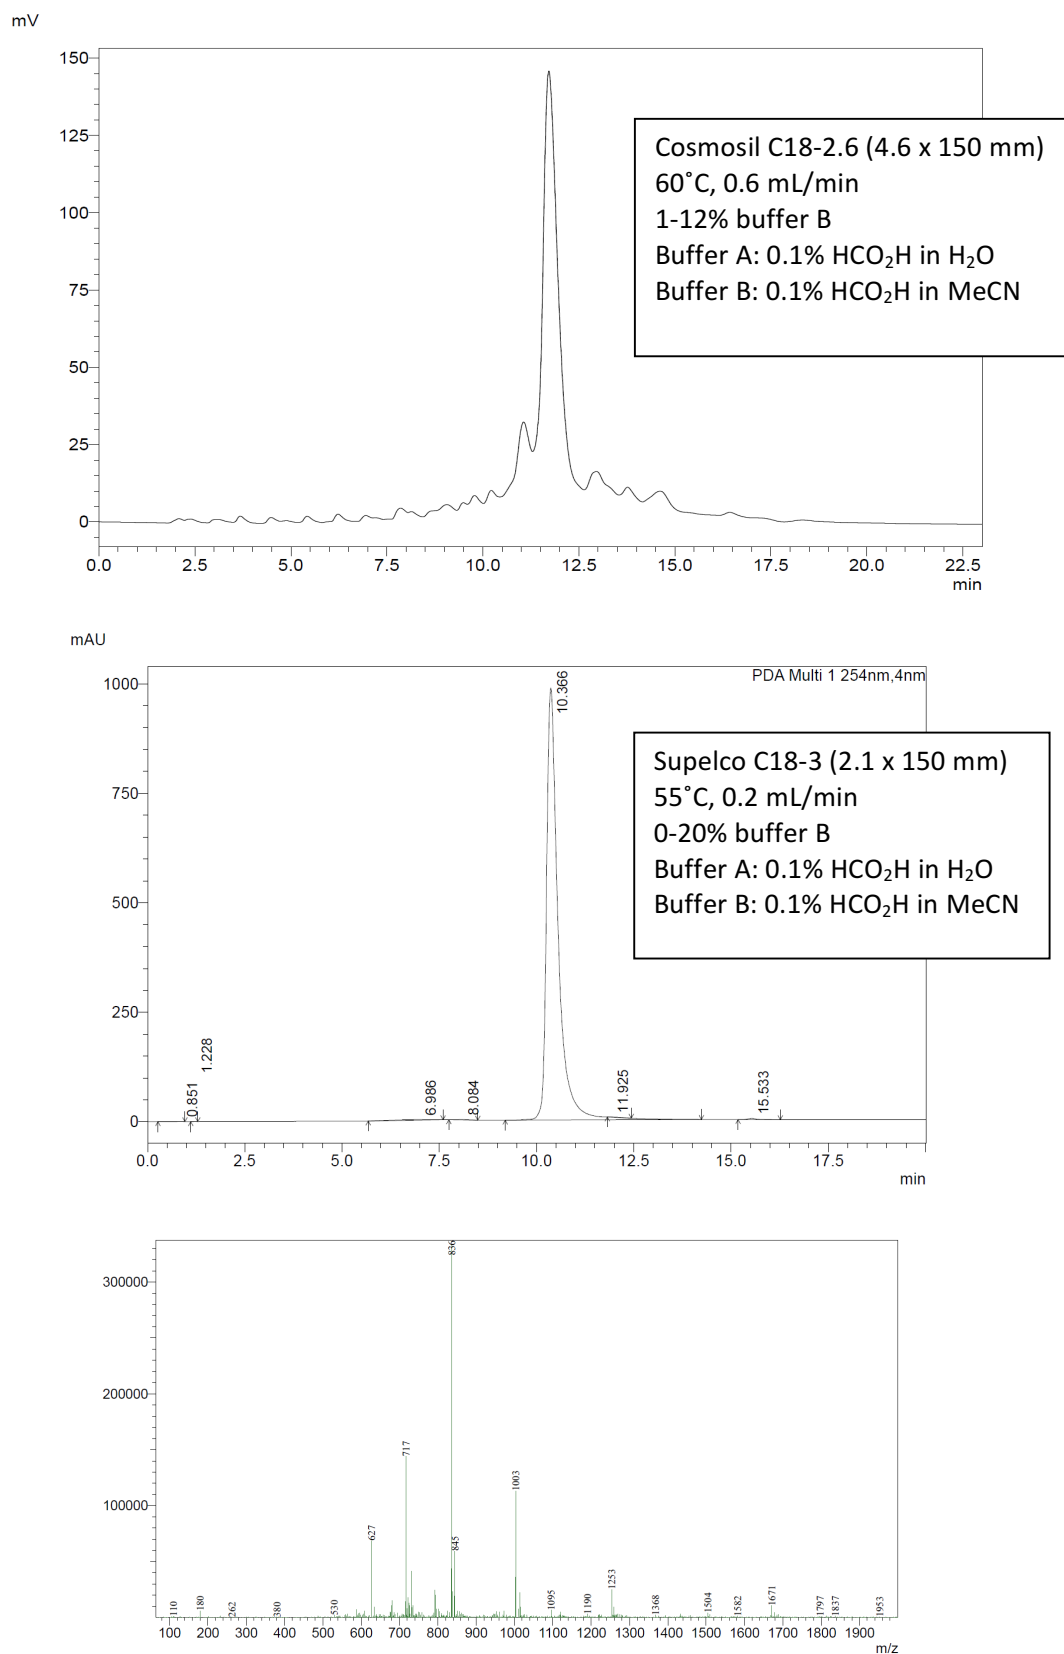 mV
150
125
100
75
50
25
0
0.0 2.5 5.0 7.5 10.0 12.5 15.0 17.5 20.0 22.5
min
Cosmosil C18-2.6 (4.6 x 150 mm)
60˚C, 0.6 mL/min
1-12% buffer B
Buffer A: 0.1% HCO₂H in H₂O
Buffer B: 0.1% HCO₂H in MeCN
mAU
PDA Multi 1 254nm,4nm
1000
750
500
250
0
0.851
1.228
6.986
8.084
10.366
11.925
15.533
0.0 2.5 5.0 7.5 10.0 12.5 15.0 17.5
min
Supelco C18-3 (2.1 x 150 mm)
55˚C, 0.2 mL/min
0-20% buffer B
Buffer A: 0.1% HCO₂H in H₂O
Buffer B: 0.1% HCO₂H in MeCN
300000
200000
100000
110
180
262
380
530
627
717
836
845
1003
1095
1190
1253
1368
1504
1582
1671
1797
1837
1953
100 200 300 400 500 600 700 800 900 1000 1100 1200 1300 1400 1500 1600 1700 1800 1900
m/z